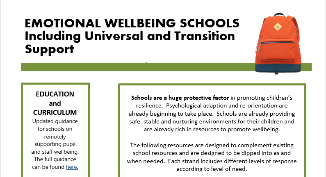 EMOTIONAL WELLBEING SCHOOLS
Including Universal and Transition
Support
EDUCATION
and
CURRICULUM
Updated guidance
for schools on
remotely
supporting pupil
and staff wellbeing.
The full guidance
can be found here.
Schools are a huge protective factor in promoting children's
resilience. Psychological adaption and re-orientation are
already beginning to take place. Schools are already providing
safe, stable and nurturing environments for their children and
are already rich in resources to promote wellbeing.
The following resources are designed to complement existing
school resources and are designed to be dipped into as and
when needed. Each strand includes different levels of response
according to level of need.